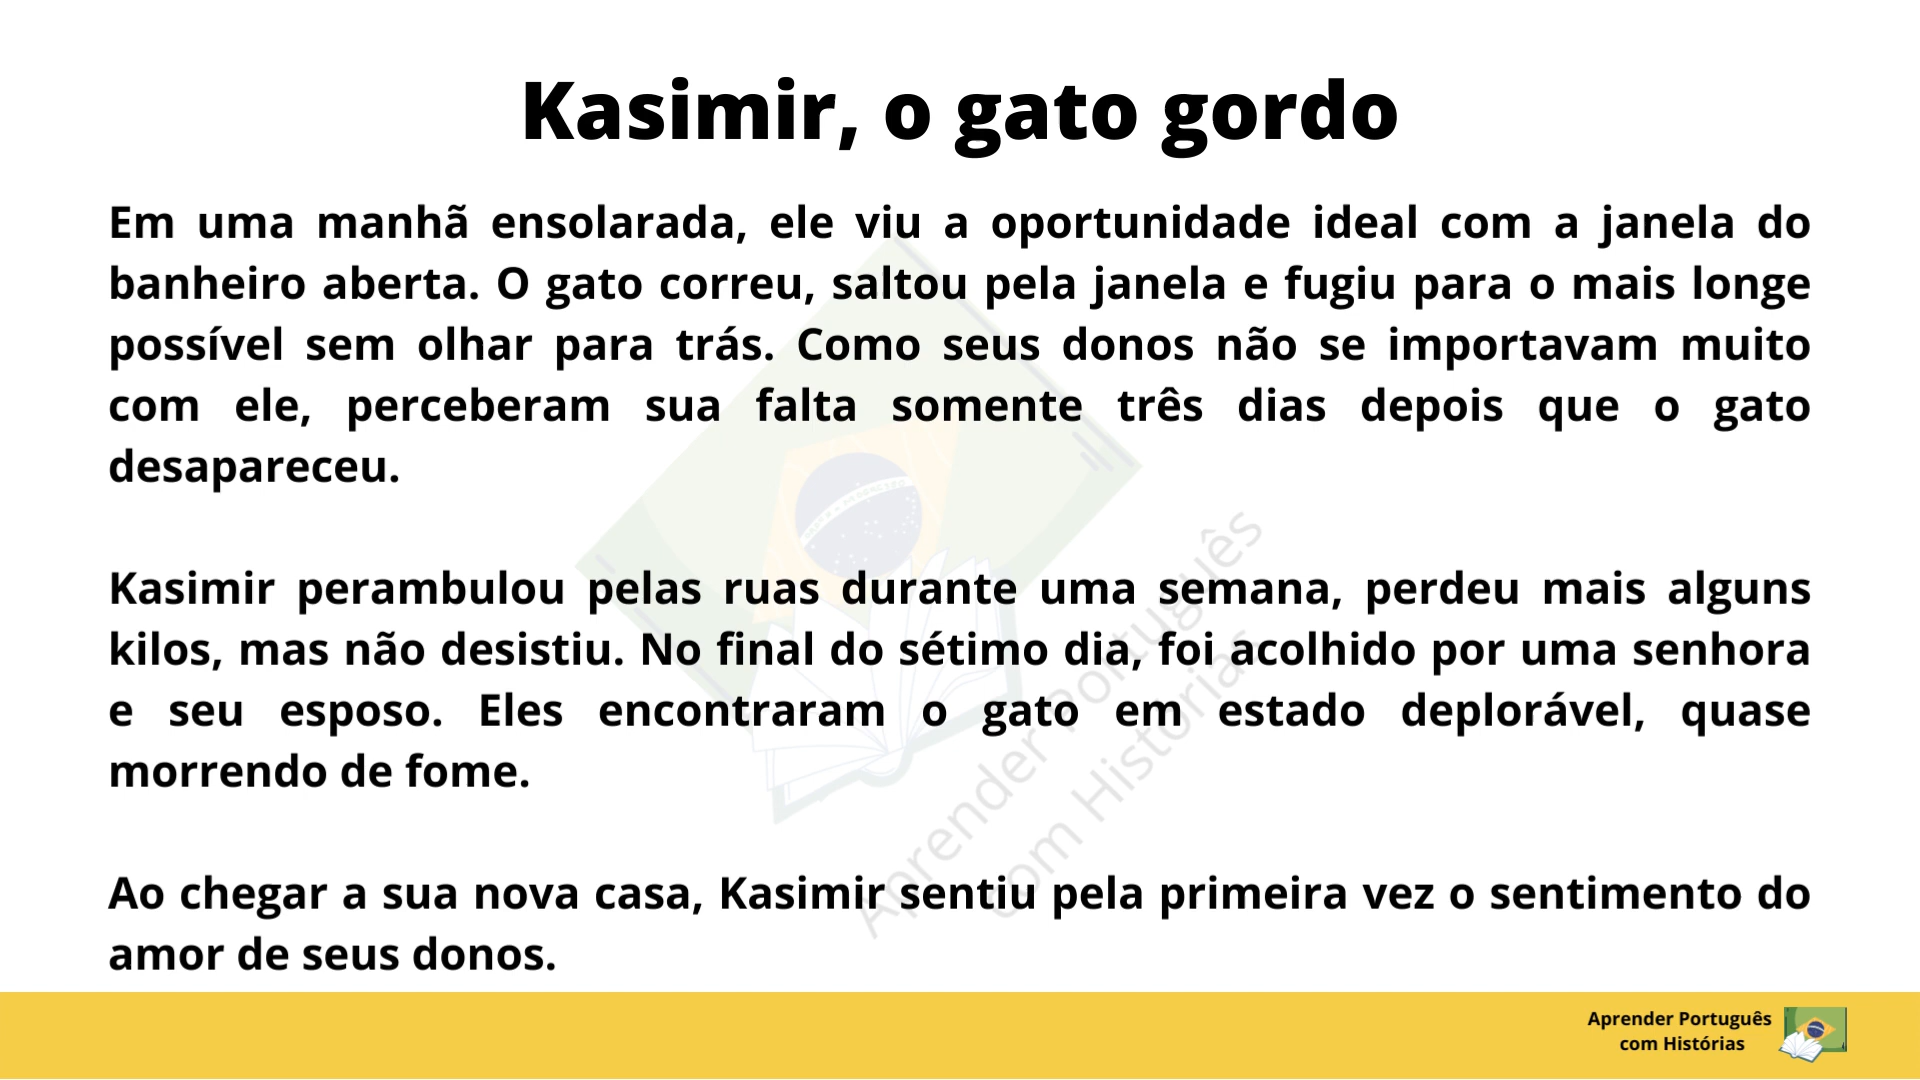 Kasimir, o gato gordo
Em uma manhã ensolarada, ele viu a oportunidade ideal com a janela do
banheiro aberta. O gato correu, saltou pela janela e fugiu para o mais longe
possível sem olhar para trás. Como seus donos não se importavam muito
com ele, perceberam sua falta somente três dias depois que o gato
desapareceu.
Kasimir perambulou pelas ruas durante uma semana, perdeu mais alguns
kilos, mas não desistiu. No final do sétimo dia, foi acolhido por uma senhora
e seu esposo. Eles encontraram o gato em estado deplorável, quase
morrendo de fome.
Ao chegar a sua nova casa, Kasimir sentiu pela primeira vez o sentimento do
amor de seus donos.
Aprender Português
com Histórias
Aprender Português
com Histórias